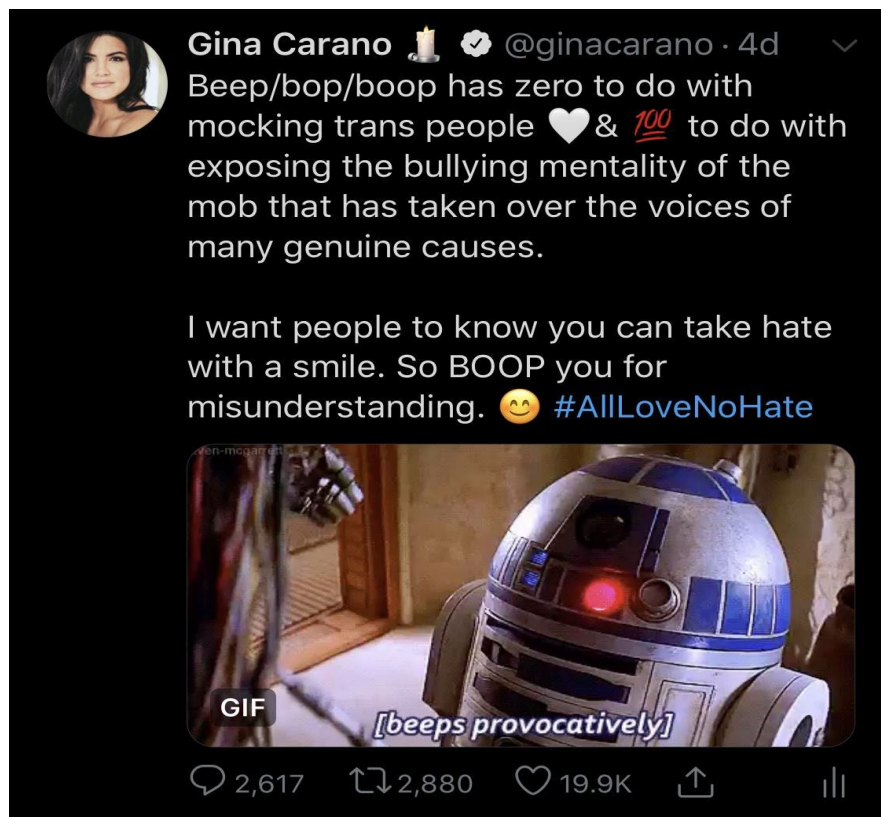 Gina Carano 🕯️ @ginacarano · 4d
Beep/bop/boop has zero to do with
mocking trans people 🤍& 💯 to do with
exposing the bullying mentality of the
mob that has taken over the voices of
many genuine causes.
I want people to know you can take hate
with a smile. So BOOP you for
misunderstanding. 😊 #AllLoveNoHate
ven-mcgarrett
GIF
[beeps provocatively]
2,617 2,880 19.9K